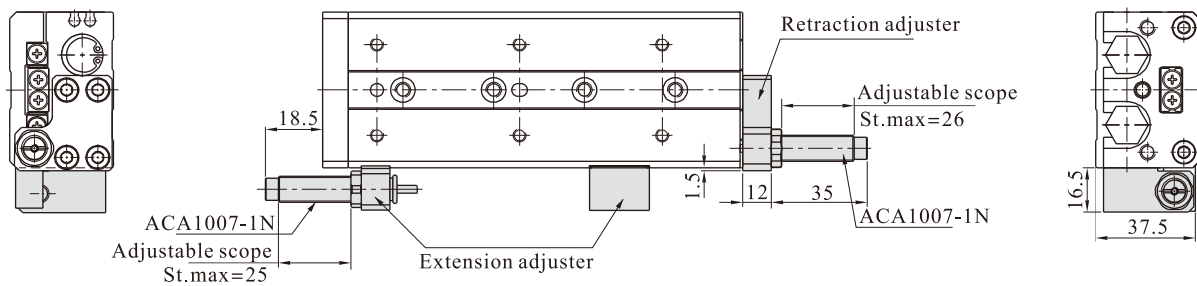 Retraction adjuster
Adjustable scope
St.max=26
18.5
1.5
12
35
ACA1007-1N
ACA1007-1N
Adjustable scope
St.max=25
Extension adjuster
16.5
37.5